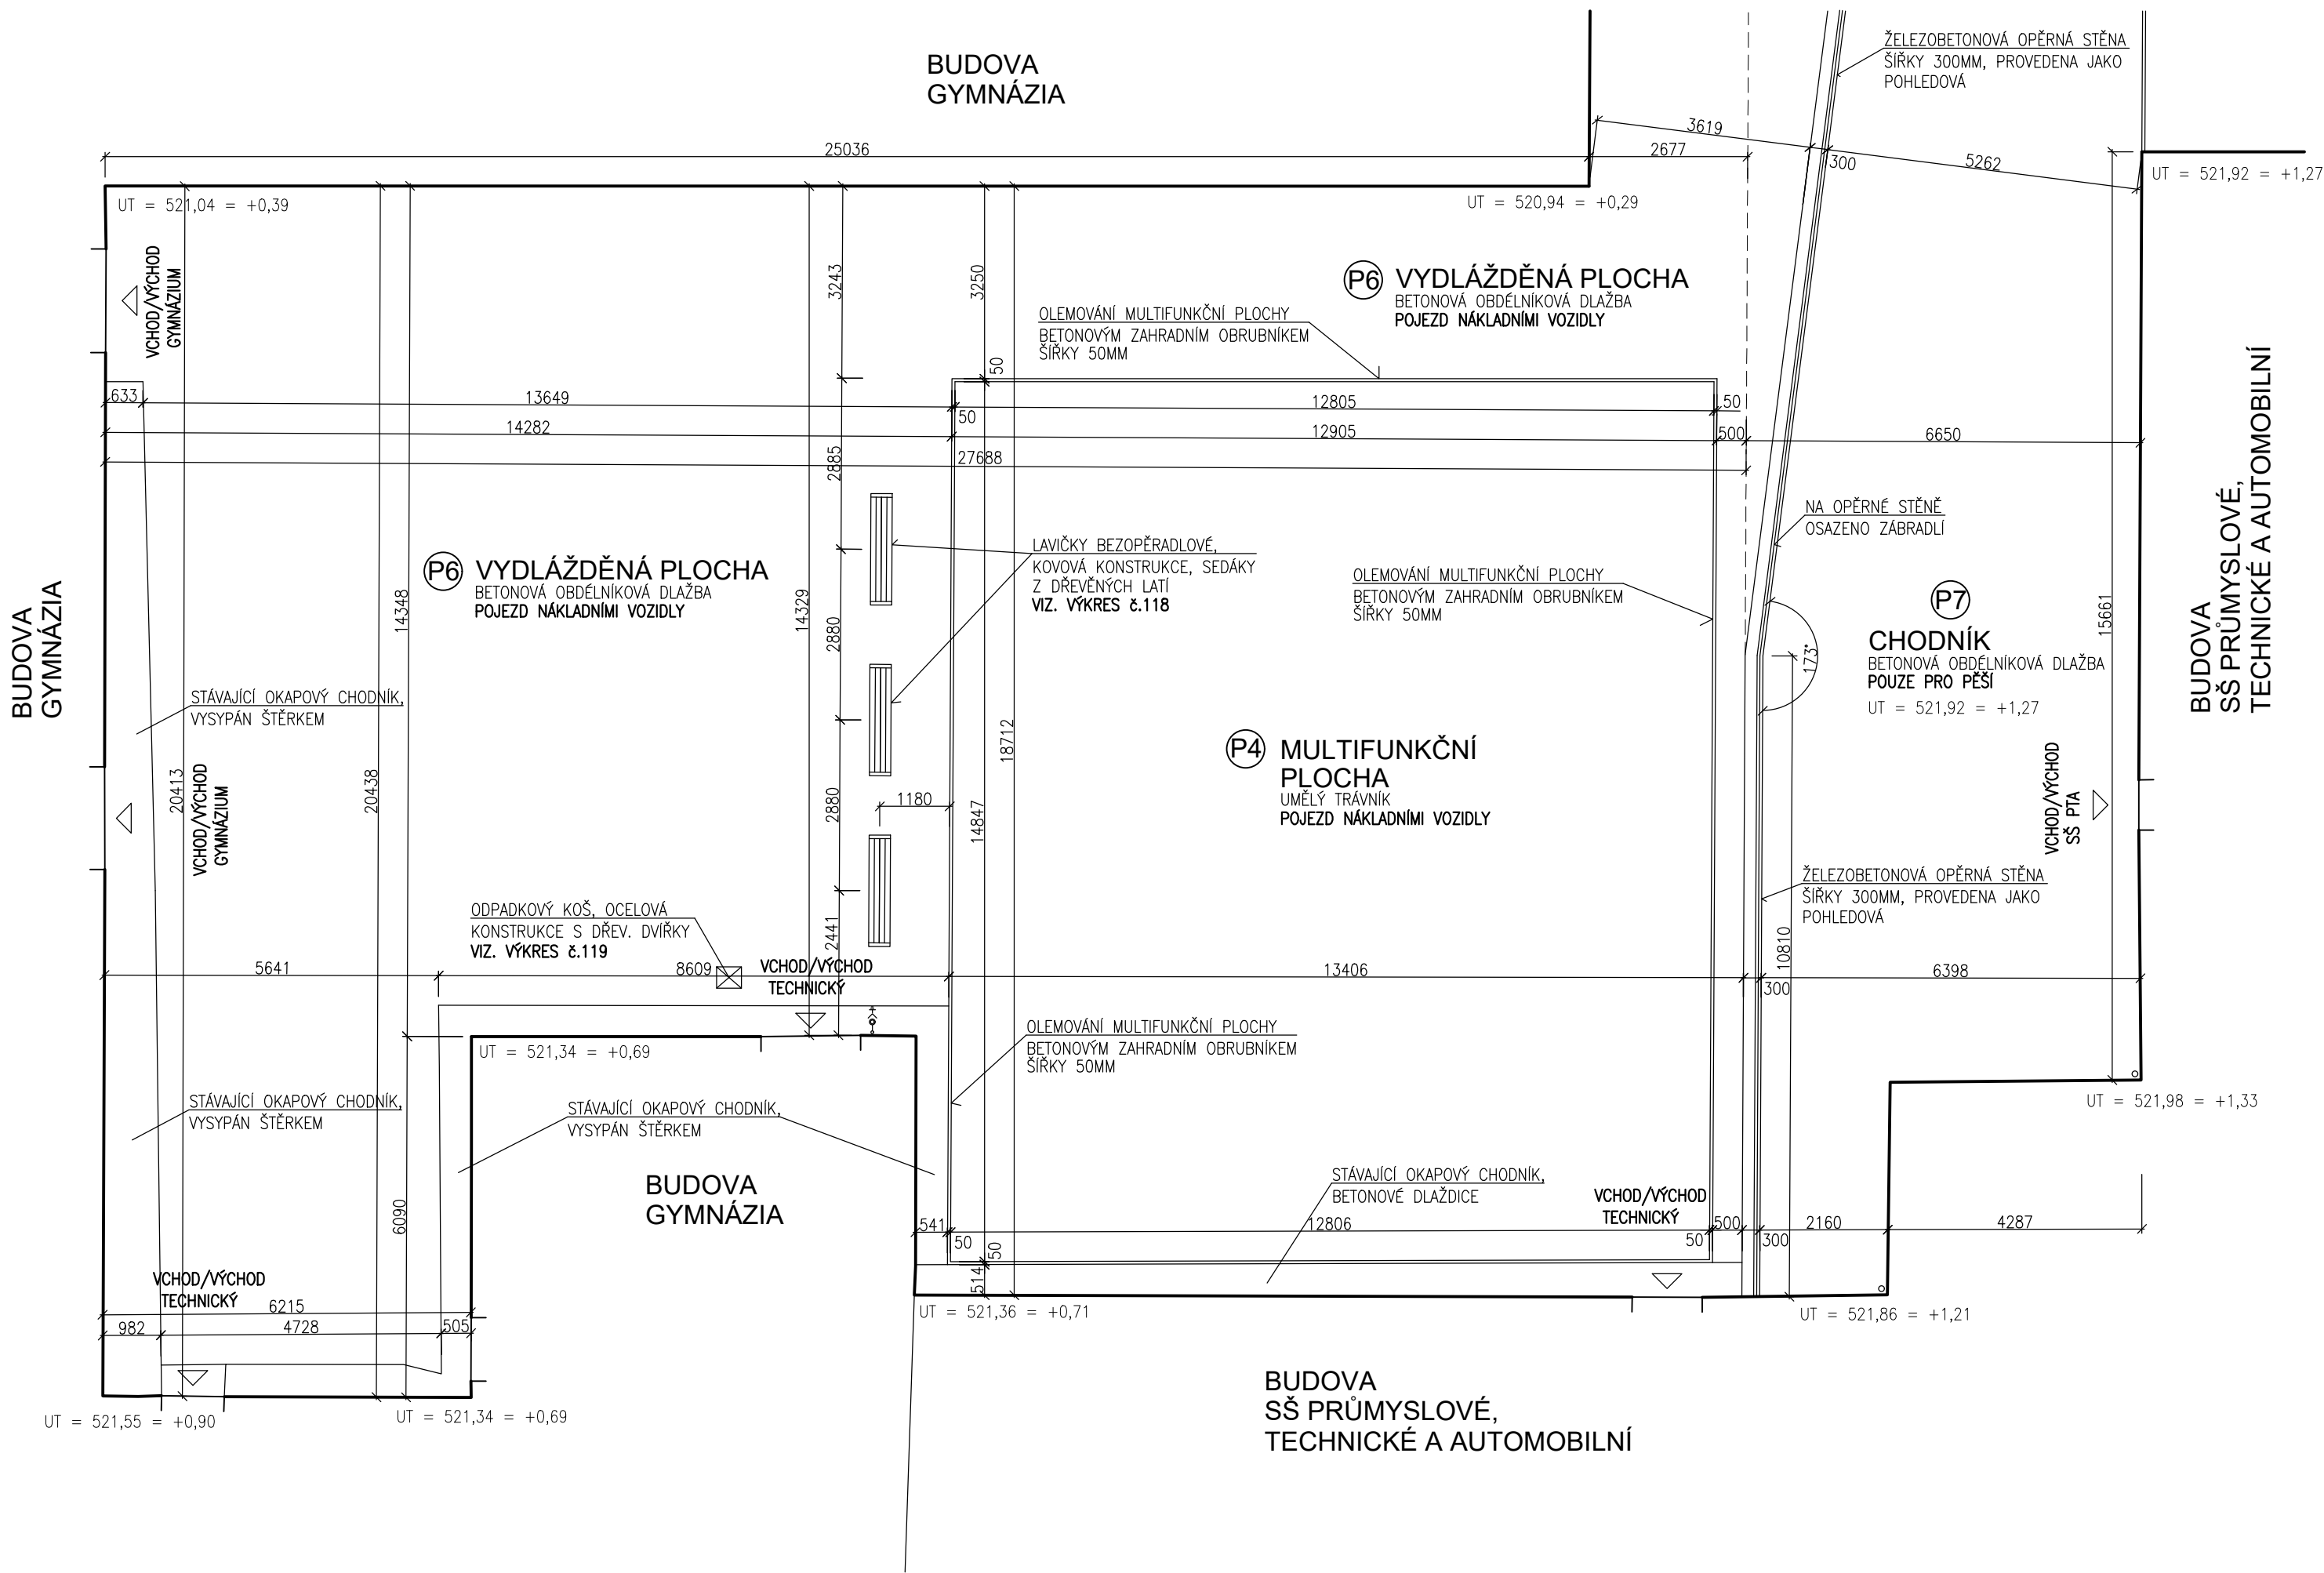 BUDOVA
GYMNÁZIA
ŽELEZOBETONOVÁ OPĚRNÁ STĚNA
ŠÍŘKY 300MM, PROVEDENA JAKO
POHLEDOVÁ
3619
300
5262
25036
2677
UT = 521,04 = +0,39
UT = 520,94 = +0,29
UT = 521,92 = +1,27
VCHOD/VÝCHOD
GYMNÁZIUM
3243
3250
P6 VYDLÁŽDĚNÁ PLOCHA
BETONOVÁ OBDÉLNÍKOVÁ DLAŽBA
POJEZD NÁKLADNÍMI VOZIDLY
OLEMOVÁNÍ MULTIFUNKČNÍ PLOCHY
BETONOVÝM ZAHRADNÍM OBRUBNÍKEM
ŠÍŘKY 50MM
50
633
13649
50
12805
50
14282
12905
500
6650
27688
2885
BUDOVA
SŠ PRŮMYSLOVÉ,
TECHNICKÉ A AUTOMOBILNÍ
NA OPĚRNÉ STĚNĚ
OSAZENO ZÁBRADLÍ
P6 VYDLÁŽDĚNÁ PLOCHA
BETONOVÁ OBDÉLNÍKOVÁ DLAŽBA
POJEZD NÁKLADNÍMI VOZIDLY
LAVIČKY BEZOPĚRADLOVÉ,
KOVOVÁ KONSTRUKCE, SEDÁKY
Z DŘEVĚNÝCH LATÍ
VIZ. VÝKRES č.118
OLEMOVÁNÍ MULTIFUNKČNÍ PLOCHY
BETONOVÝM ZAHRADNÍM OBRUBNÍKEM
ŠÍŘKY 50MM
P7
CHODNÍK
BETONOVÁ OBDÉLNÍKOVÁ DLAŽBA
POUZE PRO PĚŠÍ
UT = 521,92 = +1,27
BUDOVA
GYMNÁZIA
14348
14329
2880
173°
15661
STÁVAJÍCÍ OKAPOVÝ CHODNÍK,
VYSYPÁN ŠTĚRKEM
18712
P4 MULTIFUNKČNÍ
PLOCHA
UMĚLÝ TRÁVNÍK
POJEZD NÁKLADNÍMI VOZIDLY
20413
VCHOD/VÝCHOD
GYMNÁZIUM
20438
2880
1180
14847
VCHOD/VÝCHOD
SŠ PTA
ŽELEZOBETONOVÁ OPĚRNÁ STĚNA
ŠÍŘKY 300MM, PROVEDENA JAKO
POHLEDOVÁ
ODPADKOVÝ KOŠ, OCELOVÁ
KONSTRUKCE S DŘEV. DVÍŘKY
VIZ. VÝKRES č.119
2441
10810
5641
8609
VCHOD/VÝCHOD
TECHNICKÝ
13406
300
6398
UT = 521,34 = +0,69
OLEMOVÁNÍ MULTIFUNKČNÍ PLOCHY
BETONOVÝM ZAHRADNÍM OBRUBNÍKEM
ŠÍŘKY 50MM
STÁVAJÍCÍ OKAPOVÝ CHODNÍK,
VYSYPÁN ŠTĚRKEM
STÁVAJÍCÍ OKAPOVÝ CHODNÍK,
VYSYPÁN ŠTĚRKEM
UT = 521,98 = +1,33
BUDOVA
GYMNÁZIA
6090
STÁVAJÍCÍ OKAPOVÝ CHODNÍK,
BETONOVÉ DLAŽDICE
VCHOD/VÝCHOD
TECHNICKÝ
541
50
50
12806
50
500
300
2160
4287
514
VCHOD/VÝCHOD
TECHNICKÝ
6215
982
4728
505
UT = 521,36 = +0,71
UT = 521,86 = +1,21
UT = 521,55 = +0,90
UT = 521,34 = +0,69
BUDOVA
SŠ PRŮMYSLOVÉ,
TECHNICKÉ A AUTOMOBILNÍ